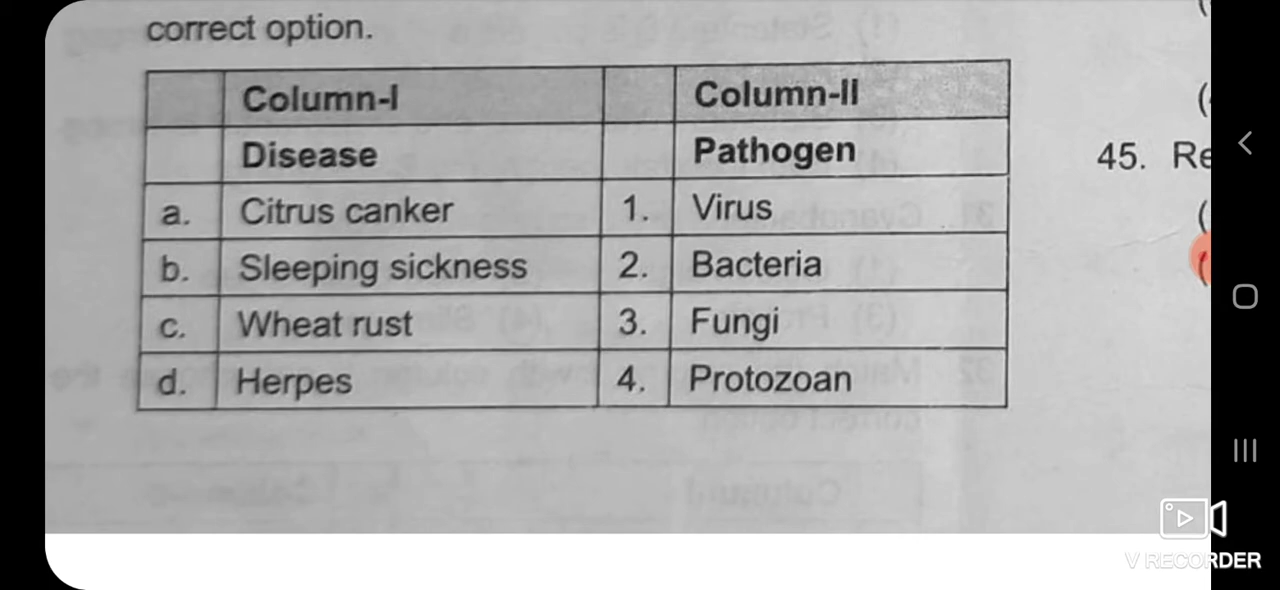 correct option.
Column-I Column-II
Disease Pathogen
a. Citrus canker 1. Virus
b. Sleeping sickness 2. Bacteria
c. Wheat rust 3. Fungi
d. Herpes 4. Protozoan
45. Re
V RECORDER